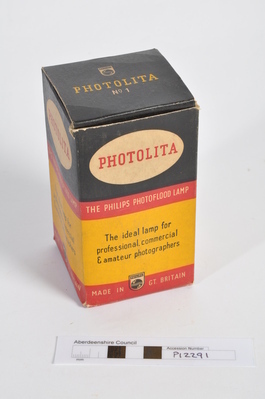 PHOTOLITA
No 1
PHOTOLITA
THE PHILIPS PHOTOFLOOD LAMP
The ideal lamp for
professional, commercial
& amateur photographers.
MADE IN GT. BRITAIN
Aberdeenshire Council
Accession Number
P12291